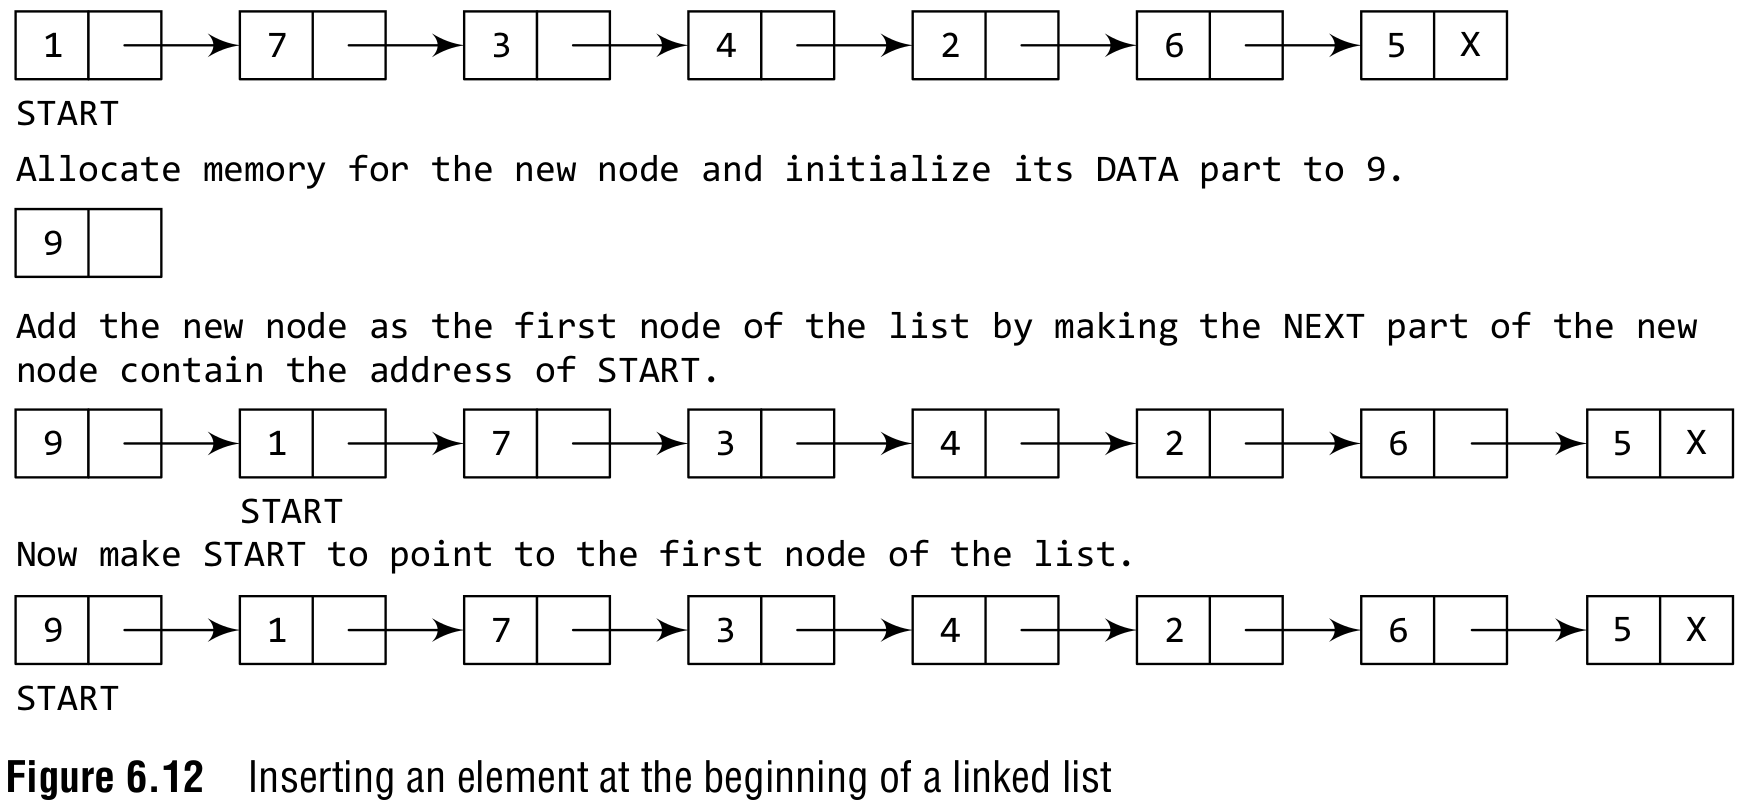 1 7 3 4 2 6 5 X
START
Allocate memory for the new node and initialize its DATA part to 9.
9
Add the new node as the first node of the list by making the NEXT part of the new
node contain the address of START.
9 1 7 3 4 2 6 5 X
START
Now make START to point to the first node of the list.
9 1 7 3 4 2 6 5 X
START
Figure 6.12 Inserting an element at the beginning of a linked list